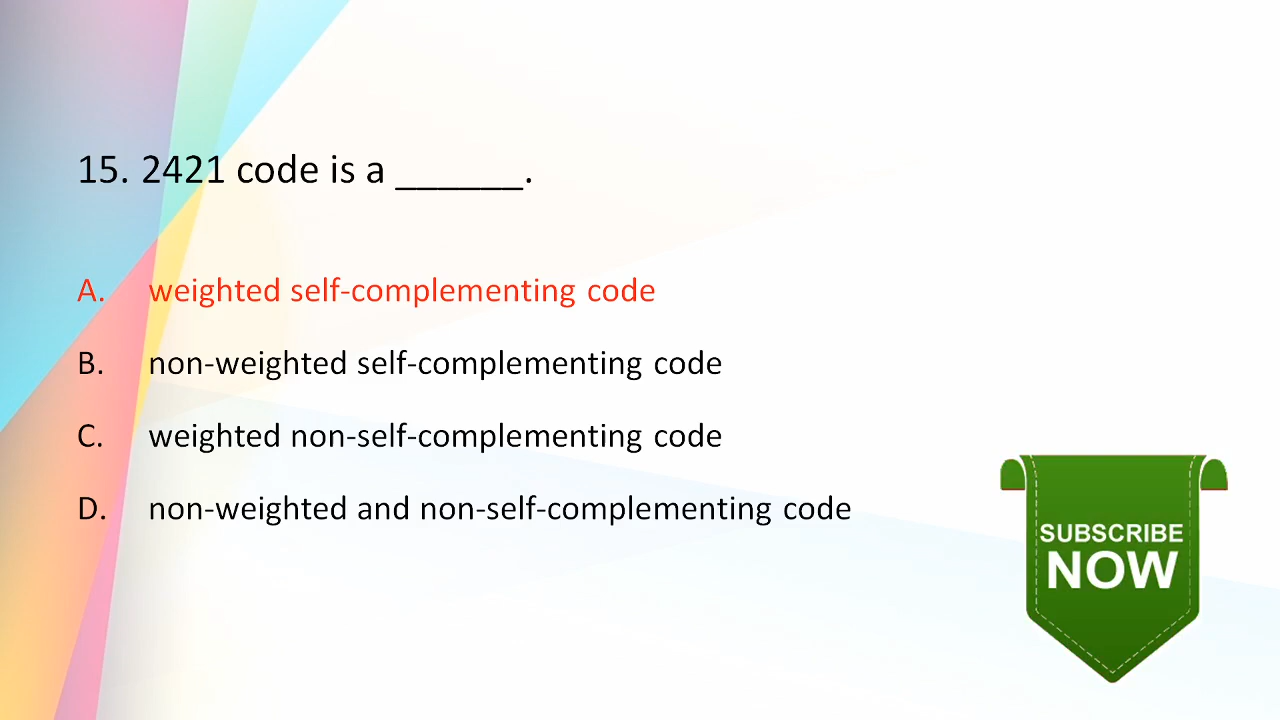 15. 2421 code is a ______.
A. weighted self-complementing code
B. non-weighted self-complementing code
C. weighted non-self-complementing code
D. non-weighted and non-self-complementing code
SUBSCRIBE
NOW